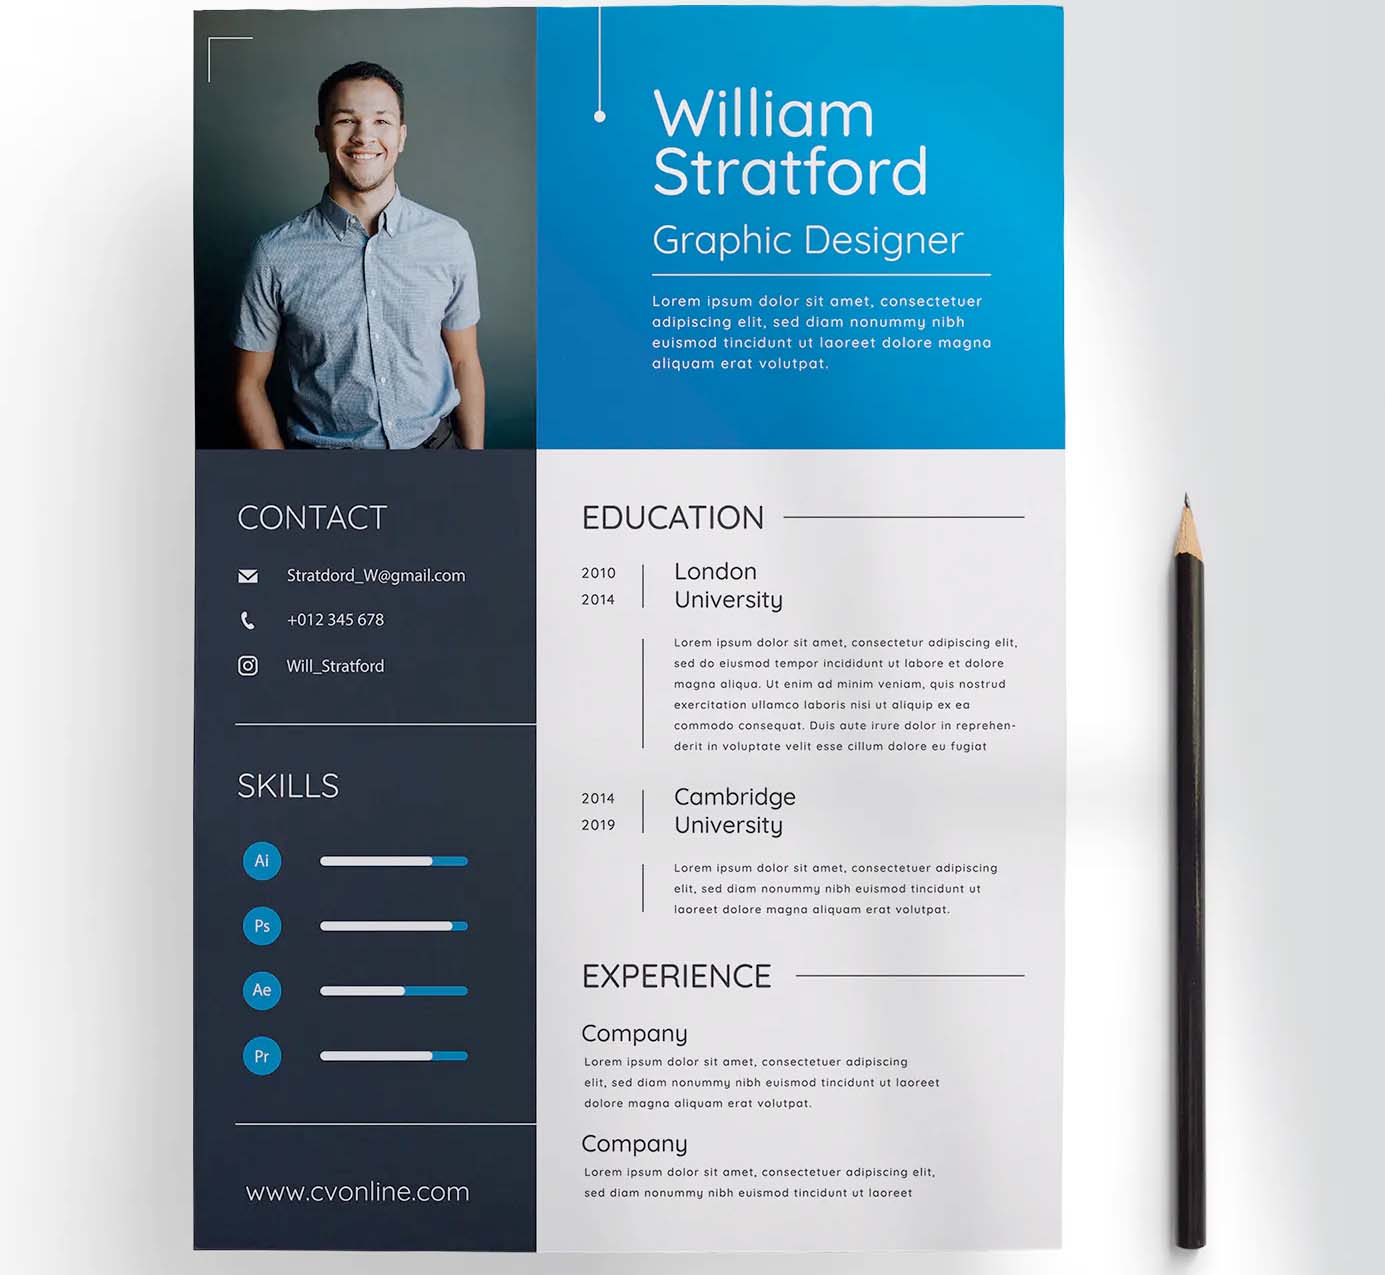 William
Stratford
Graphic Designer
Lorem ipsum dolor sit amet, consectetuer
adipiscing elit, sed diam nonummy nibh
euismod tincidunt ut laoreet dolore magna
aliquam erat volutpat.
CONTACT
Stratdord_W@gmail.com
+012 345 678
Will_Stratford
SKILLS
Ai
Ps
Ae
Pr
www.cvonline.com
EDUCATION
2010
2014
London
University
Lorem ipsum dolor sit amet, consectetur adipiscing elit,
sed do eiusmod tempor incididunt ut labore et dolore
magna aliqua. Ut enim ad minim veniam, quis nostrud
exercitation ullamco laboris nisi ut aliquip ex ea
commodo consequat. Duis aute irure dolor in reprehen-
derit in voluptate velit esse cillum dolore eu fugiat
2014
2019
Cambridge
University
Lorem ipsum dolor sit amet, consectetuer adipiscing
elit, sed diam nonummy nibh euismod tincidunt ut
laoreet dolore magna aliquam erat volutpat.
EXPERIENCE
Company
Lorem ipsum dolor sit amet, consectetuer adipiscing
elit, sed diam nonummy nibh euismod tincidunt ut laoreet
dolore magna aliquam erat volutpat.
Company
Lorem ipsum dolor sit amet, consectetuer adipiscing elit,
sed diam nonummy nibh euismod tincidunt ut laoreet